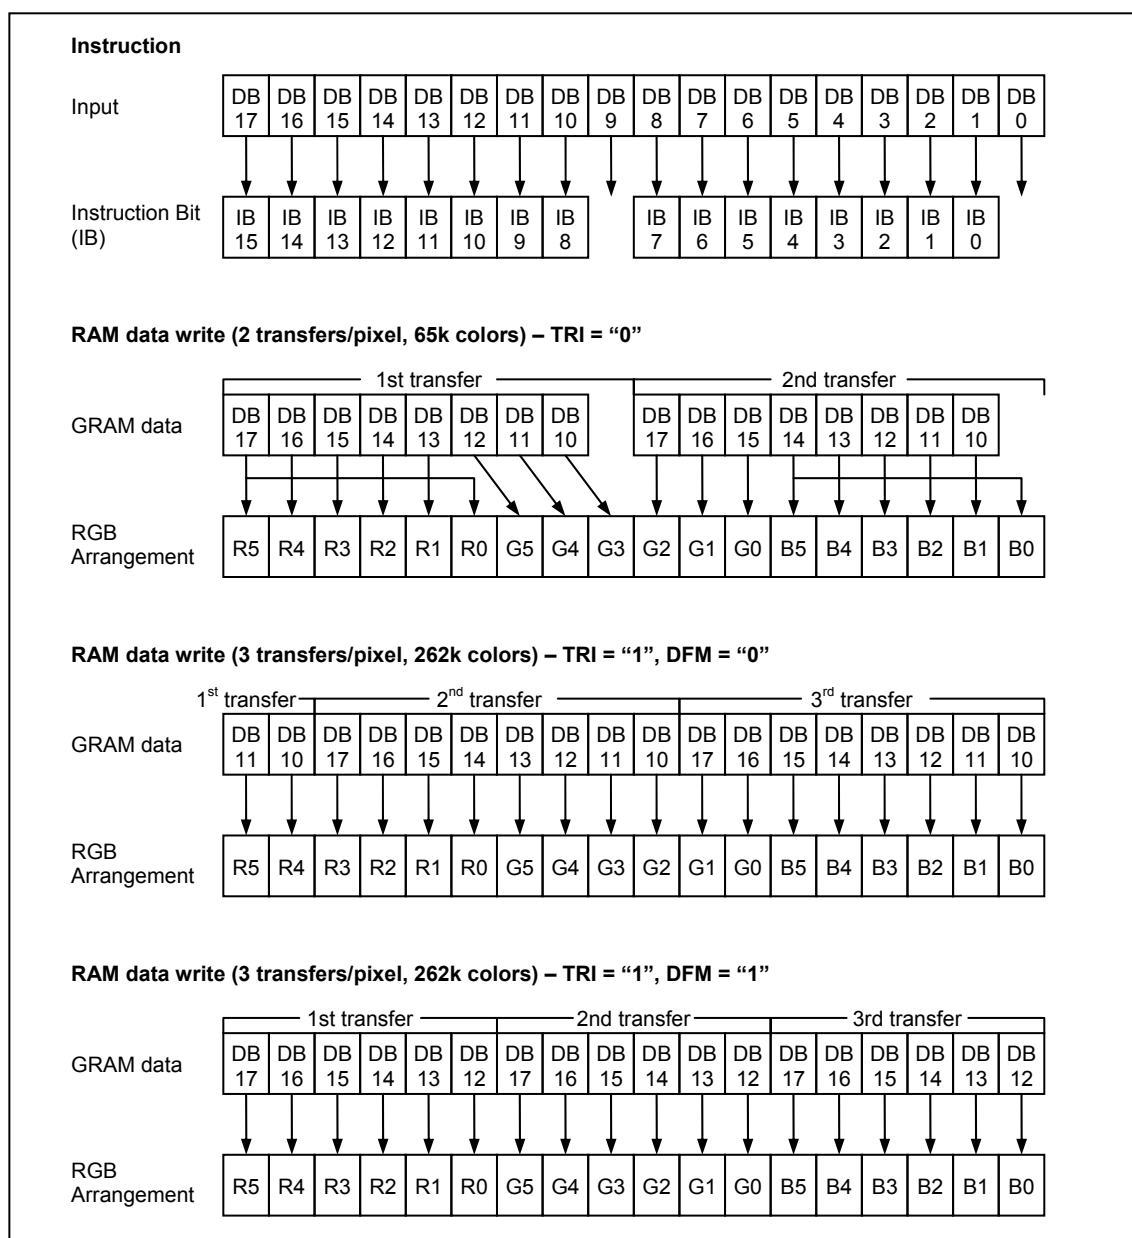 Instruction
Input DB 17 DB 16 DB 15 DB 14 DB 13 DB 12 DB 11 DB 10 DB 9 DB 8 DB 7 DB 6 DB 5 DB 4 DB 3 DB 2 DB 1 DB 0
Instruction Bit (IB) IB 15 IB 14 IB 13 IB 12 IB 11 IB 10 IB 9 IB 8 IB 7 IB 6 IB 5 IB 4 IB 3 IB 2 IB 1 IB 0
RAM data write (2 transfers/pixel, 65k colors) – TRI = “0”
1st transfer 2nd transfer
GRAM data DB 17 DB 16 DB 15 DB 14 DB 13 DB 12 DB 11 DB 10 DB 17 DB 16 DB 15 DB 14 DB 13 DB 12 DB 11 DB 10
RGB Arrangement R5 R4 R3 R2 R1 R0 G5 G4 G3 G2 G1 G0 B5 B4 B3 B2 B1 B0
RAM data write (3 transfers/pixel, 262k colors) – TRI = “1”, DFM = “0”
1st transfer 2nd transfer 3rd transfer
GRAM data DB 11 DB 10 DB 17 DB 16 DB 15 DB 14 DB 13 DB 12 DB 11 DB 10 DB 17 DB 16 DB 15 DB 14 DB 13 DB 12 DB 11 DB 10
RGB Arrangement R5 R4 R3 R2 R1 R0 G5 G4 G3 G2 G1 G0 B5 B4 B3 B2 B1 B0
RAM data write (3 transfers/pixel, 262k colors) – TRI = “1”, DFM = “1”
1st transfer 2nd transfer 3rd transfer
GRAM data DB 17 DB 16 DB 15 DB 14 DB 13 DB 12 DB 17 DB 16 DB 15 DB 14 DB 13 DB 12 DB 17 DB 16 DB 15 DB 14 DB 13 DB 12
RGB Arrangement R5 R4 R3 R2 R1 R0 G5 G4 G3 G2 G1 G0 B5 B4 B3 B2 B1 B0